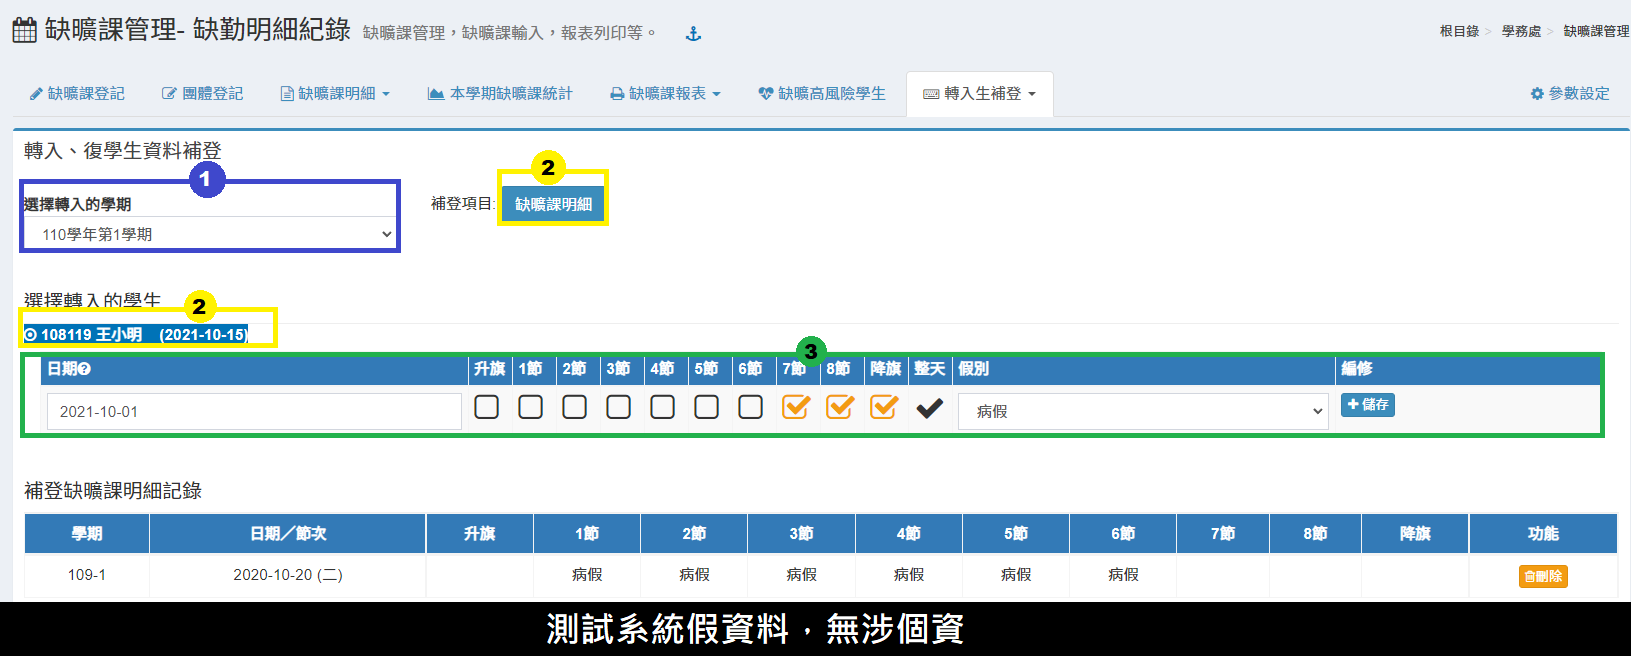 缺曠課管理- 缺勤明細紀錄 缺曠課管理，缺曠課輸入，報表列印等。
根目錄 > 學務處 > 缺曠課管理
缺曠課登記 團體登記 缺曠課明細 本學期缺曠課統計 缺曠課報表 缺曠高風險學生 轉入生補登 參數設定
轉入、復學生資料補登
1
2
選擇轉入的學期
補登項目: 缺曠課明細
110學年第1學期
選擇轉入的學生
2
108119 王小明 (2021-10-15)
3
日期 升旗 1節 2節 3節 4節 5節 6節 7節 8節 降旗 整天 假別 編修
2021-10-01 病假 儲存
補登缺曠課明細記錄
學期 日期／節次 升旗 1節 2節 3節 4節 5節 6節 7節 8節 降旗 功能
109-1 2020-10-20 (二) 病假 病假 病假 病假 病假 病假 刪除
測試系統假資料，無涉個資